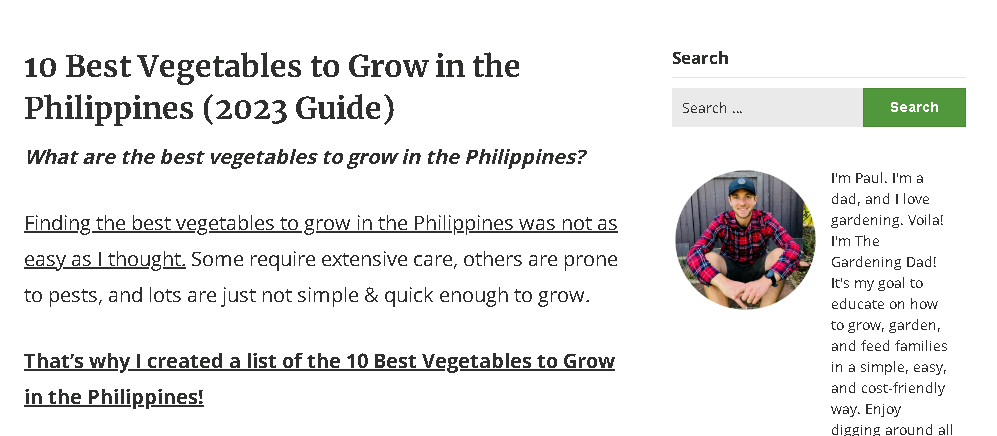 10 Best Vegetables to Grow in the
Philippines (2023 Guide)
What are the best vegetables to grow in the Philippines?
Finding the best vegetables to grow in the Philippines was not as
easy as I thought. Some require extensive care, others are prone
to pests, and lots are just not simple & quick enough to grow.
That's why I created a list of the 10 Best Vegetables to Grow
in the Philippines!
Search
Search ...
Search
I'm Paul. I'm a
dad, and I love
gardening. Voila!
I'm The
Gardening Dad!
It's my goal to
educate on how
to grow, garden,
and feed families
in a simple, easy,
and cost-friendly
way. Enjoy
digging around all